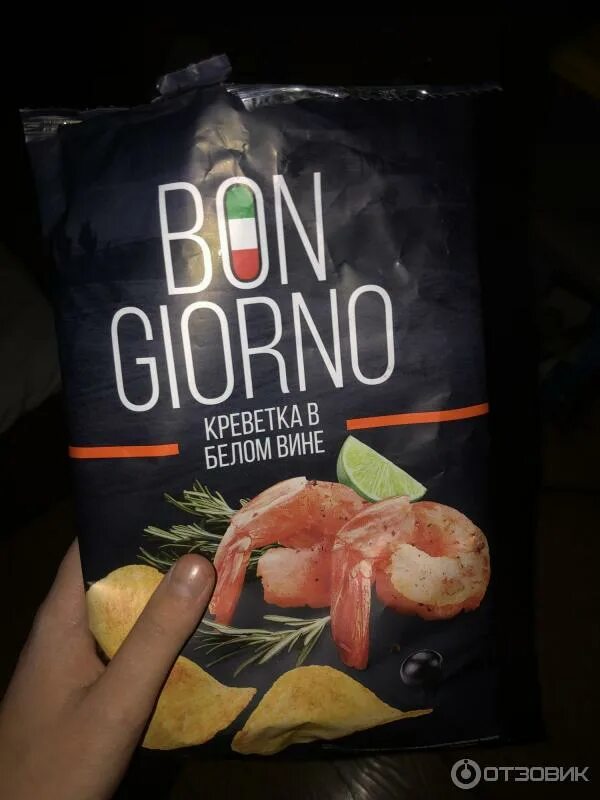 BON
GIORNO
КРЕВЕТКА В
БЕЛОМ ВИНЕ
ОТЗОВИК